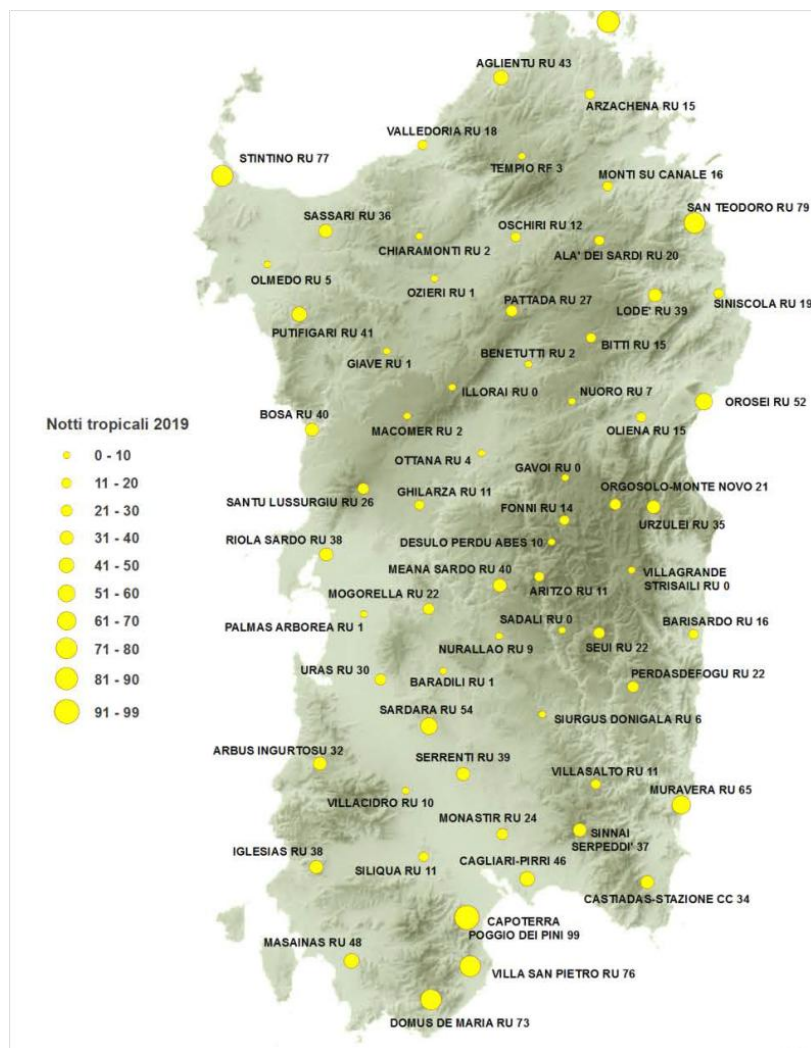 AGLIENTU RU 43
ARZACHENA RU 15
VALLEDORIA RU 18
STINTINO RU 77
TEMPIO RF 3
MONTI SU CANALE 16
SAN TEODORO RU 79
SASSARI RU 36
OSCHIRI RU 12
CHIARAMONTI RU 2
ALA' DEI SARDI RU 20
OLMEDO RU 5
OZIERI RU 1
PATTADA RU 27
LODE' RU 39
SINISCOLA RU 19
PUTIFIGARI RU 41
BITTI RU 15
BENETUTTI RU 2
GIAVE RU 1
ILLORAI RU 0
NUORO RU 7
OROSEI RU 52
BOSA RU 40
MACOMER RU 2
OLIENA RU 15
Notti tropicali 2019
0 - 10
11 - 20
21 - 30
31 - 40
41 - 50
51 - 60
61 - 70
71 - 80
81 - 90
91 - 99
OTTANA RU 4
GAVOI RU 0
ORGOSOLO-MONTE NOVO 21
SANTU LUSSURGIU RU 26
GHILARZA RU 11
FONNI RU 14
URZULEI RU 35
RIOLA SARDO RU 38
DESULO PERDU ABES 10
MEANA SARDO RU 40
ARITZO RU 11
VILLAGRANDE
STRISAILI RU 0
MOGORELLA RU 22
PALMAS ARBOREA RU 1
SADALI RU 0
BARISARDO RU 16
NURALLAO RU 9
SEUI RU 22
URAS RU 30
BARADILI RU 1
PERDASDEFOGU RU 22
SARDARA RU 54
SIURGUS DONIGALA RU 6
ARBUS INGURTOSU 32
SERRENTI RU 39
VILLASALTO RU 11
MURAVERA RU 65
VILLACIDRO RU 10
MONASTIR RU 24
SINNAI
SERPEDDI' 37
IGLESIAS RU 38
SILIQUA RU 11
CAGLIARI-PIRRI 46
CASTIADAS-STAZIONE CC 34
CAPOTERRA
POGGIO DEI PINI 99
MASAINAS RU 48
VILLA SAN PIETRO RU 76
DOMUS DE MARIA RU 73
3